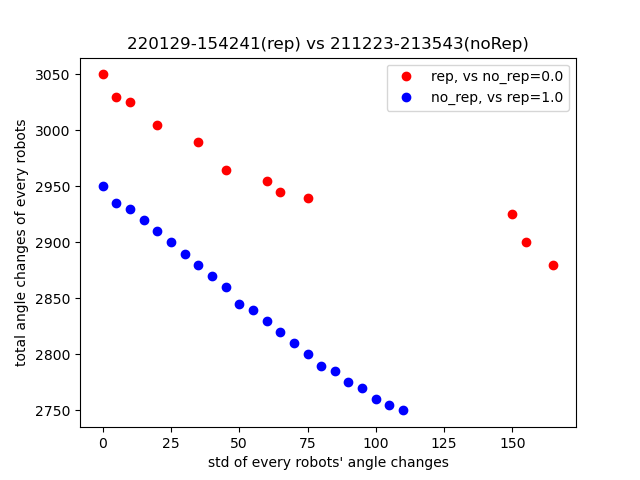 220129-154241(rep) vs 211223-213543(noRep)
rep, vs no_rep=0.0
no_rep, vs rep=1.0
total angle changes of every robots
3050
3000
2950
2900
2850
2800
2750
0 25 50 75 100 125 150
std of every robots' angle changes